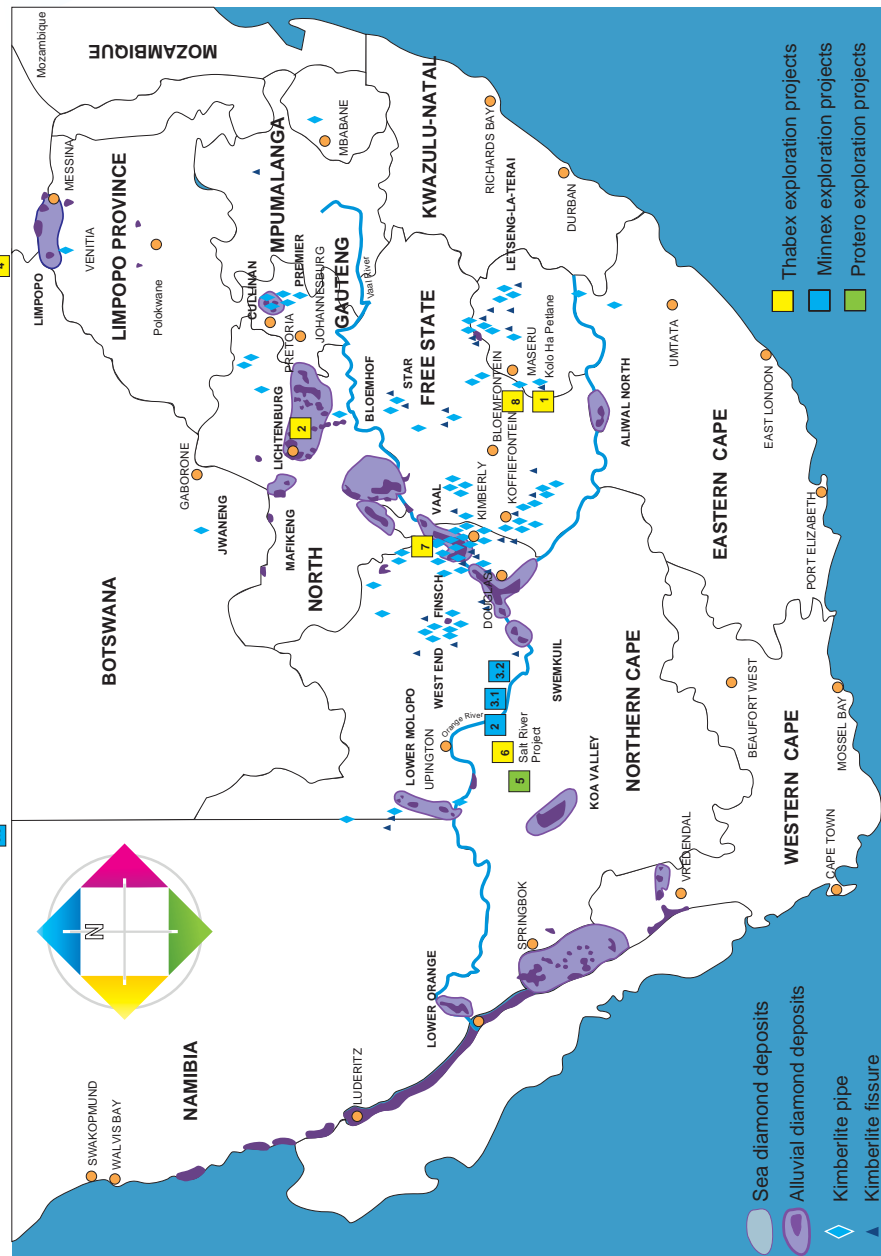 Mozambique
MOZAMBIQUE
4
LIMPOPO
MESSINA
VENITIA
LIMPOPO PROVINCE
Polokwane
MPUMALANGA
MBABANE
CULLINAN
PREMIER
PRETORIA
JOHANNESBURG
GAUTENG
Vaal River
KWAZULU-NATAL
RICHARDS BAY
DURBAN
LETSENG-LA-TERAI
BOTSWANA
GABORONE
JWANENG
MAFIKENG
LICHTENBURG
2
NORTH
BLOEMHOF
STAR
FREE STATE
BLOEMFONTEIN
MASERU
Kolo Ha Petlane
8
1
VAAL
KIMBERLY
KOFFIEFONTEIN
7
FINSCH
DOUGLAS
WEST END
ALIWAL NORTH
UMTATA
EAST LONDON
EASTERN CAPE
PORT ELIZABETH
LOWER MOLOPO
UPINGTON
Orange River
2
3.1
3.2
SWEMKUIL
6
5
Salt River
Project
KOA VALLEY
NORTHERN CAPE
BEAUFORT WEST
WESTERN CAPE
MOSSEL BAY
CAPE TOWN
VREDENDAL
SPRINGBOK
LOWER ORANGE
N
NAMIBIA
SWAKOPMUND
WALVIS BAY
LUDERITZ
Sea diamond deposits
Alluvial diamond deposits
Kimberlite pipe
Kimberlite fissure
Thabex exploration projects
Minnex exploration projects
Protero exploration projects